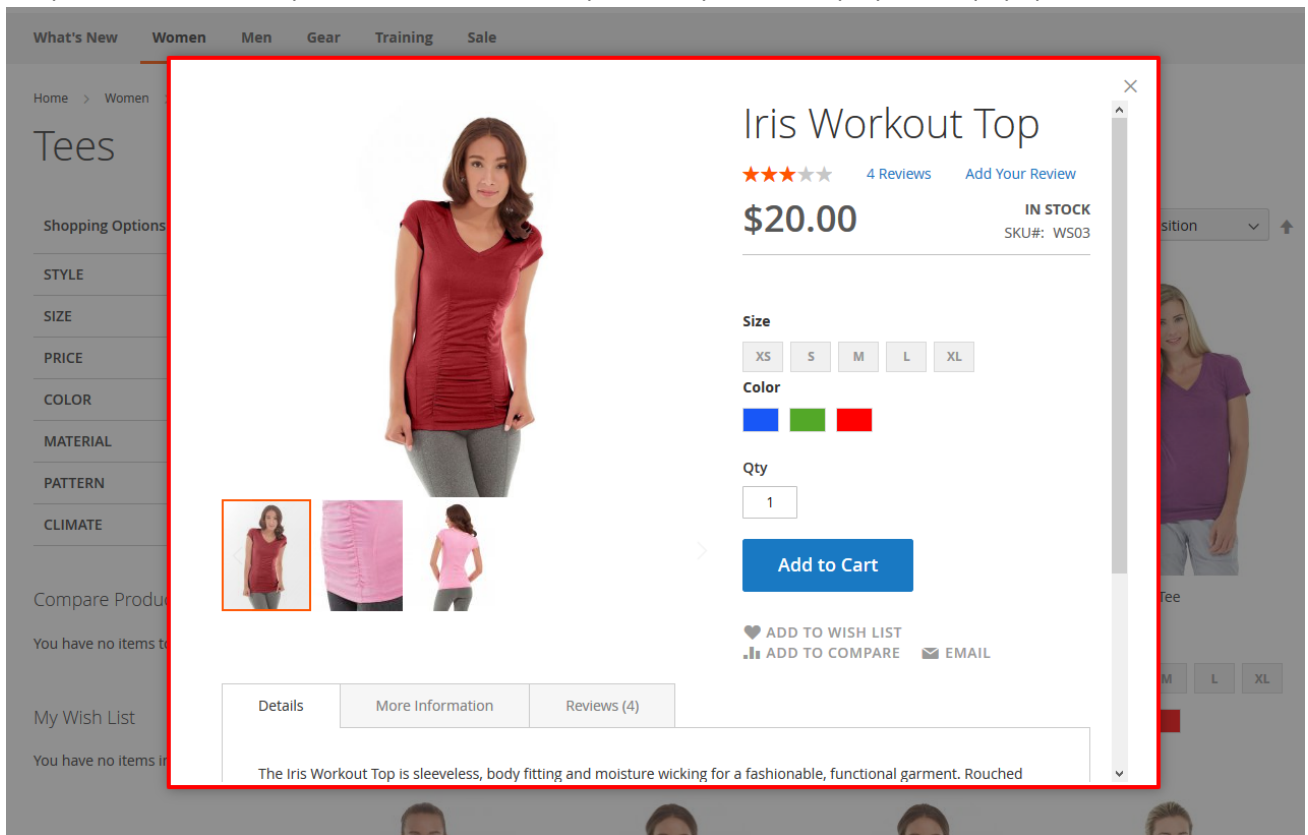 What's New Women Men Gear Training Sale
Home > Women >
Tees
Shopping Options
STYLE
SIZE
PRICE
COLOR
MATERIAL
PATTERN
CLIMATE
Compare
You have no items
My Wish List
You have no items
Iris Workout Top
4 Reviews Add Your Review
$20.00
IN STOCK
SKU#: WS03
Size
XS S M L XL
Color
Qty
1
Add to Cart
ADD TO WISH LIST
ADD TO COMPARE EMAIL
Details More Information Reviews (4)
The Iris Workout Top is sleeveless, body fitting and moisture wicking for a fashionable, functional garment. Rouched
sition
Tee
M L XL